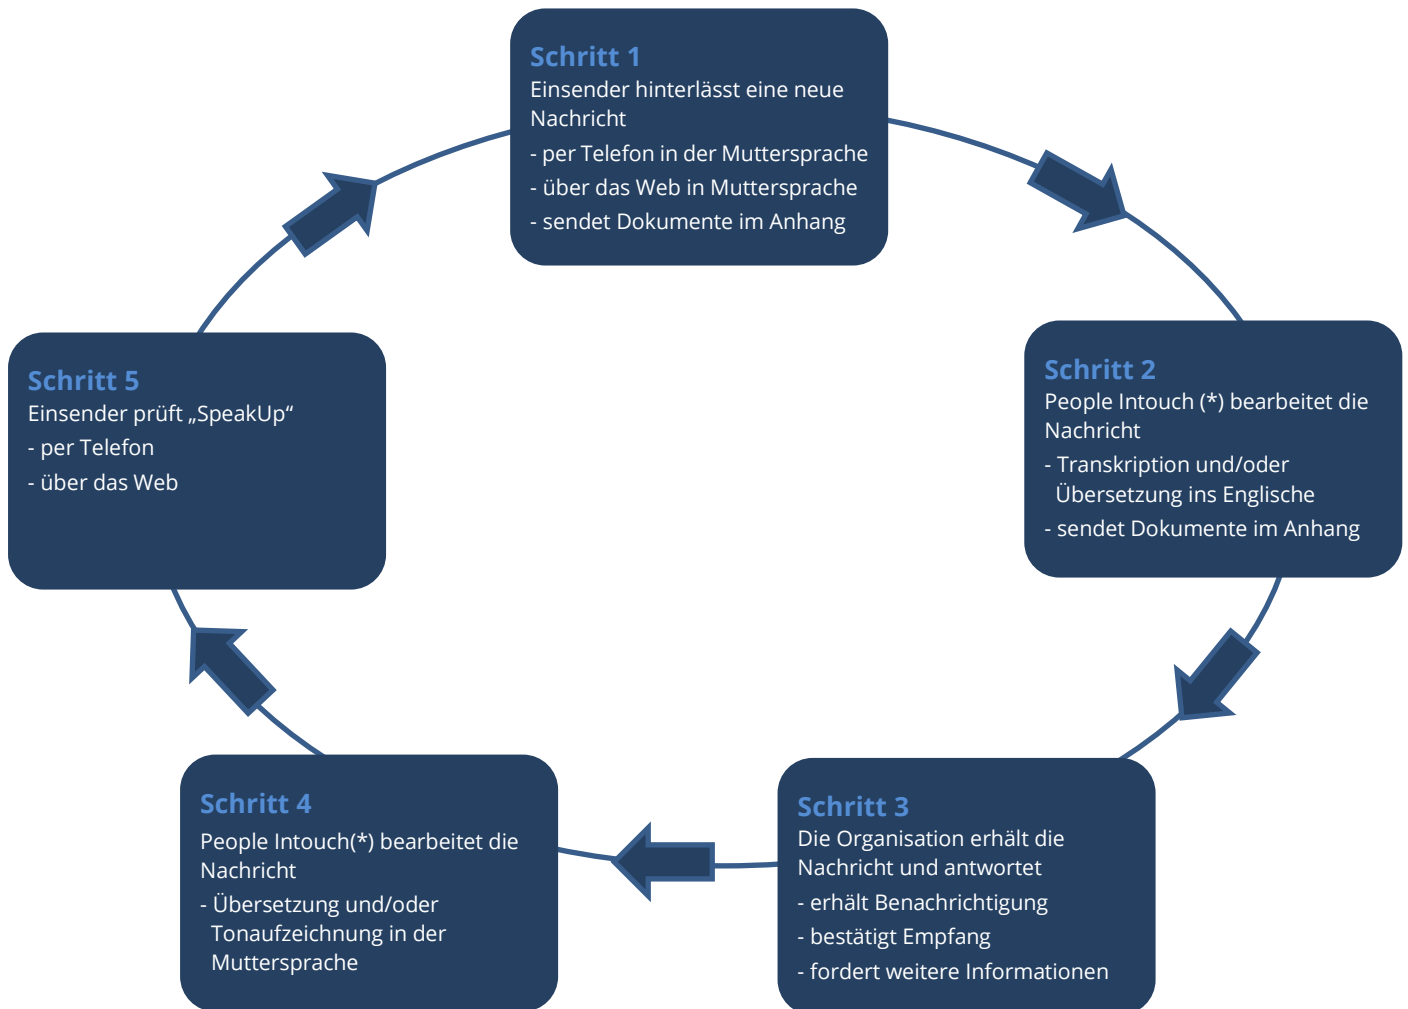 Schritt 1
Einsender hinterlässt eine neue
Nachricht
- per Telefon in der Muttersprache
- über das Web in Muttersprache
- sendet Dokumente im Anhang
Schritt 2
People Intouch (*) bearbeitet die
Nachricht
- Transkription und/oder
Übersetzung ins Englische
- sendet Dokumente im Anhang
Schritt 3
Die Organisation erhält die
Nachricht und antwortet
- erhält Benachrichtigung
- bestätigt Empfang
- fordert weitere Informationen
Schritt 4
People Intouch(*) bearbeitet die
Nachricht
- Übersetzung und/oder
Tonaufzeichnung in der
Muttersprache
Schritt 5
Einsender prüft „SpeakUp“
- per Telefon
- über das Web